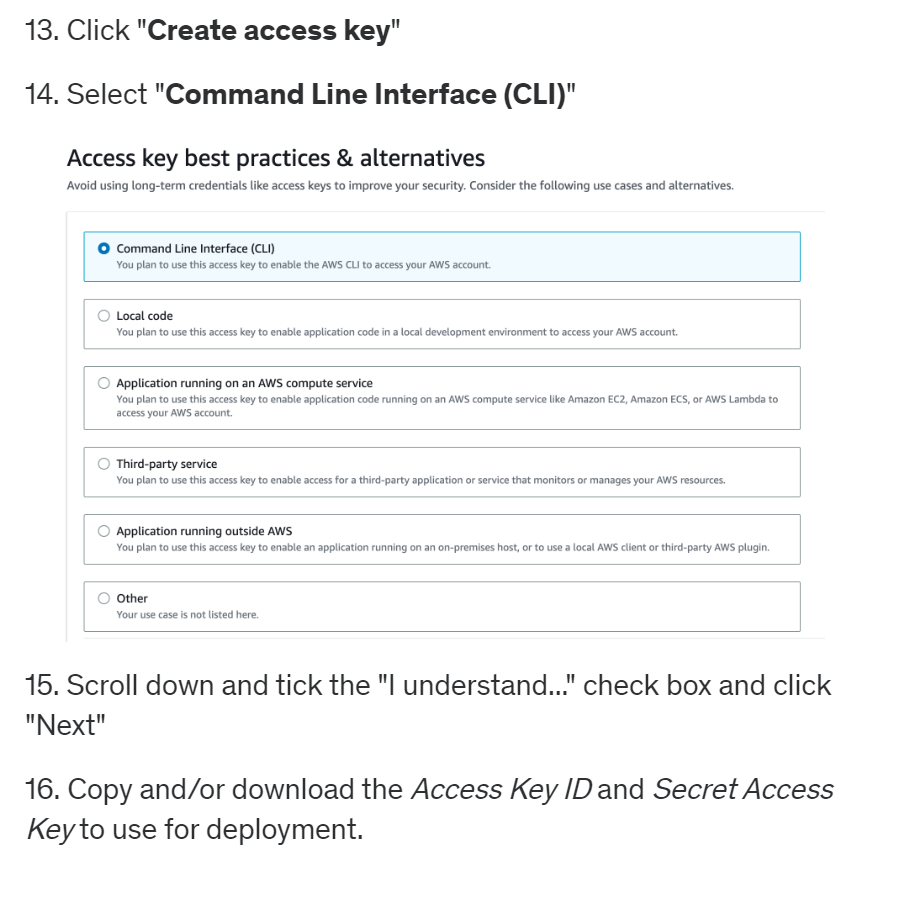 13. Click "Create access key"
14. Select "Command Line Interface (CLI)"
Access key best practices & alternatives
Avoid using long-term credentials like access keys to improve your security. Consider the following use cases and alternatives.
Command Line Interface (CLI)
You plan to use this access key to enable the AWS CLI to access your AWS account.
Local code
You plan to use this access key to enable application code in a local development environment to access your AWS account.
Application running on an AWS compute service
You plan to use this access key to enable application code running on an AWS compute service like Amazon EC2, Amazon ECS, or AWS Lambda to
access your AWS account.
Third-party service
You plan to use this access key to enable access for a third-party application or service that monitors or manages your AWS resources.
Application running outside AWS
You plan to use this access key to enable an application running on an on-premises host, or to use a local AWS client or third-party AWS plugin.
Other
Your use case is not listed here.
15. Scroll down and tick the "I understand..." check box and click
"Next"
16. Copy and/or download the Access Key ID and Secret Access
Key to use for deployment.